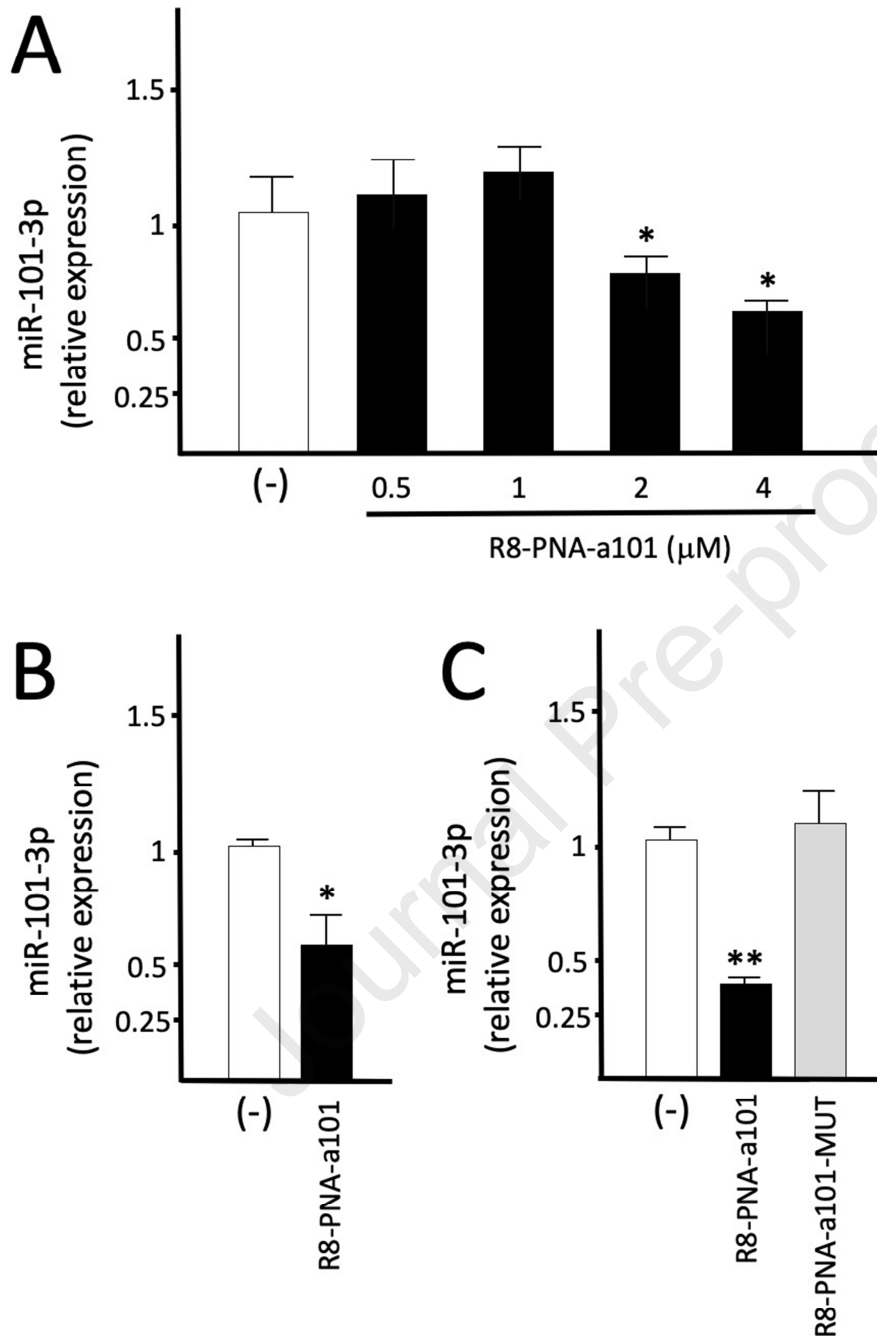 A
miR-101-3p
(relative expression)
1.5
1
0.5
0.25
*
*
(-)
0.5
1
2
4
R8-PNA-a101 (µM)
B
miR-101-3p
(relative expression)
1.5
1
0.5
0.25
*
(-)
R8-PNA-a101
C
miR-101-3p
(relative expression)
1.5
1
0.5
0.25
**
(-)
R8-PNA-a101
R8-PNA-a101-MUT
Journal Pre-proo